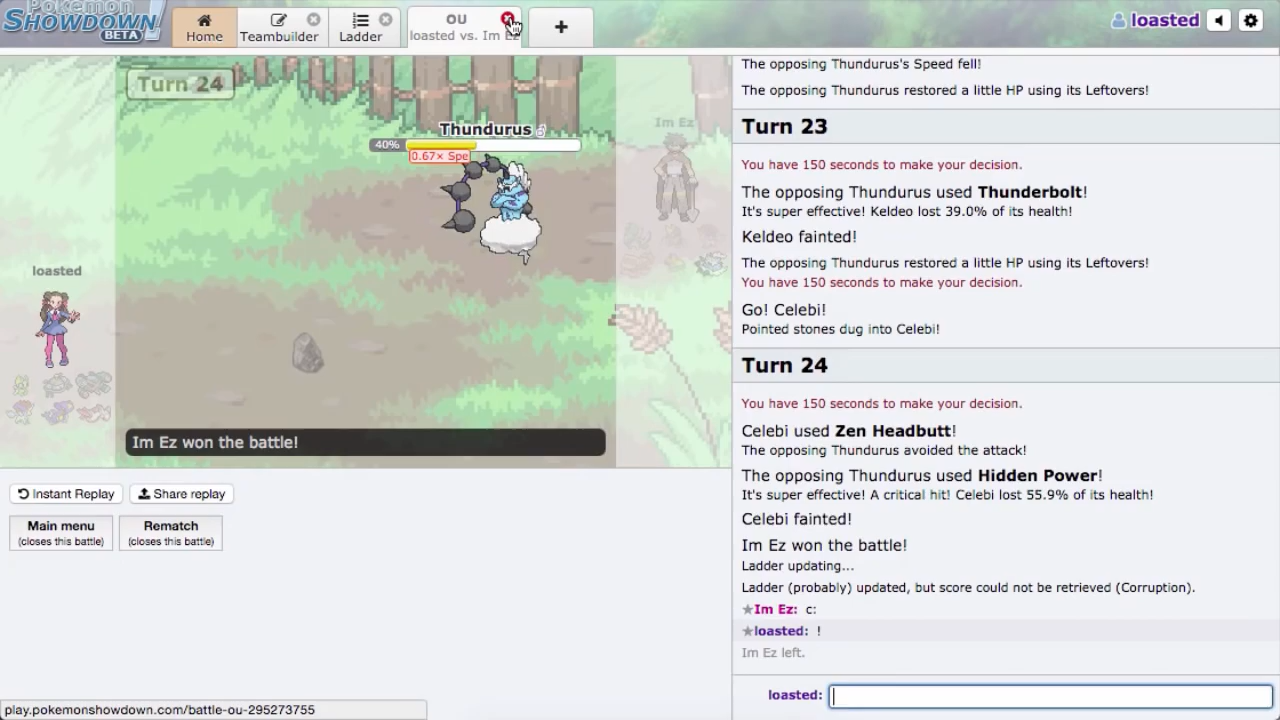 Pokémon
SHOWDOWN!
BETA
Home
Teambuilder
Ladder
OU
loasted vs. Im Ez
+
loasted
Turn 24
Thundurus ♂
40%
0.67× Spe
Im Ez
loasted
Im Ez won the battle!
Instant Replay
Share replay
Main menu
(closes this battle)
Rematch
(closes this battle)
play.pokemonshowdown.com/battle-ou-295273755
The opposing Thundurus's Speed fell!
The opposing Thundurus restored a little HP using its Leftovers!
Turn 23
You have 150 seconds to make your decision.
The opposing Thundurus used Thunderbolt!
It's super effective! Keldeo lost 39.0% of its health!
Keldeo fainted!
The opposing Thundurus restored a little HP using its Leftovers!
You have 150 seconds to make your decision.
Go! Celebi!
Pointed stones dug into Celebi!
Turn 24
You have 150 seconds to make your decision.
Celebi used Zen Headbutt!
The opposing Thundurus avoided the attack!
The opposing Thundurus used Hidden Power!
It's super effective! A critical hit! Celebi lost 55.9% of its health!
Celebi fainted!
Im Ez won the battle!
Ladder updating...
Ladder (probably) updated, but score could not be retrieved (Corruption).
★Im Ez: c:
★loasted: !
Im Ez left.
loasted: